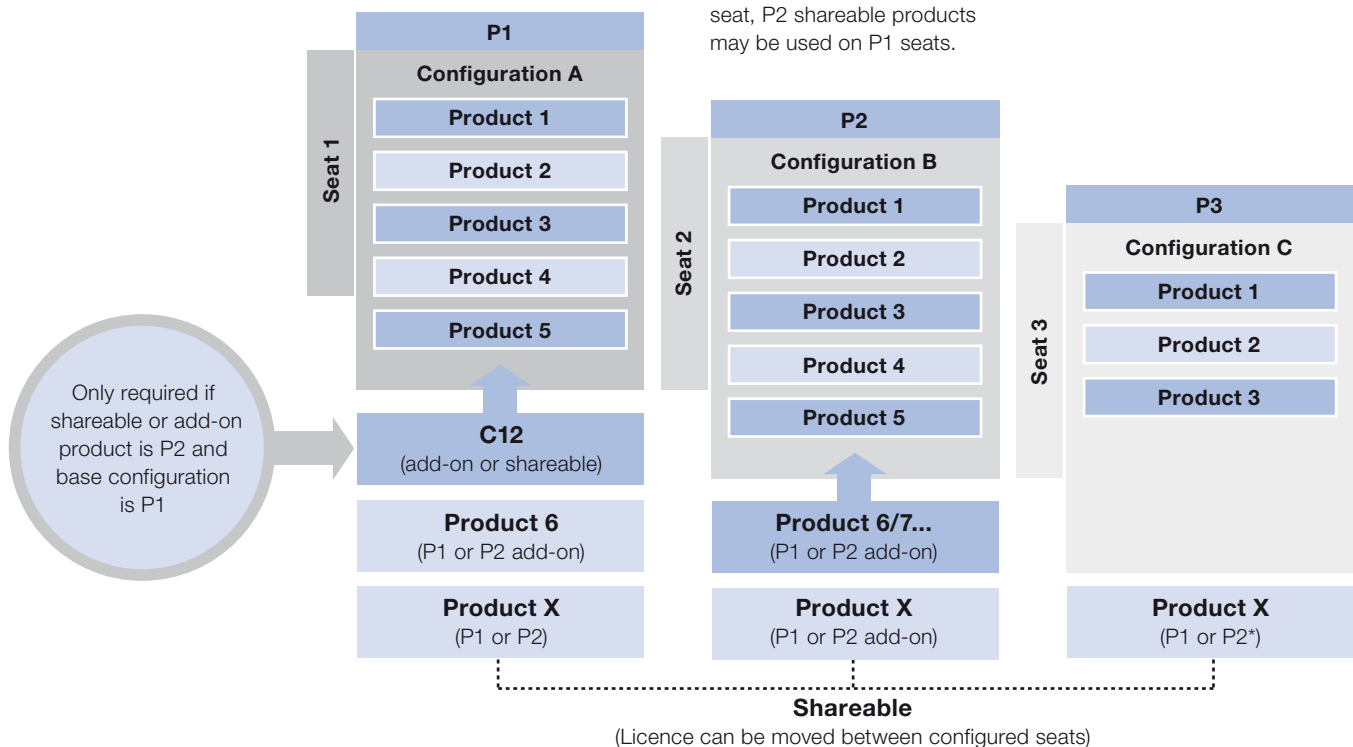 seat, P2 shareable products
may be used on P1 seats.
P1
Seat 1
Configuration A
Product 1
Product 2
Product 3
Product 4
Product 5
Only required if
shareable or add-on
product is P2 and
base configuration
is P1
C12
(add-on or shareable)
Product 6
(P1 or P2 add-on)
Product X
(P1 or P2)
P2
Seat 2
Configuration B
Product 1
Product 2
Product 3
Product 4
Product 5
Product 6/7...
(P1 or P2 add-on)
Product X
(P1 or P2 add-on)
P3
Seat 3
Configuration C
Product 1
Product 2
Product 3
Product X
(P1 or P2*)
Shareable
(Licence can be moved between configured seats)